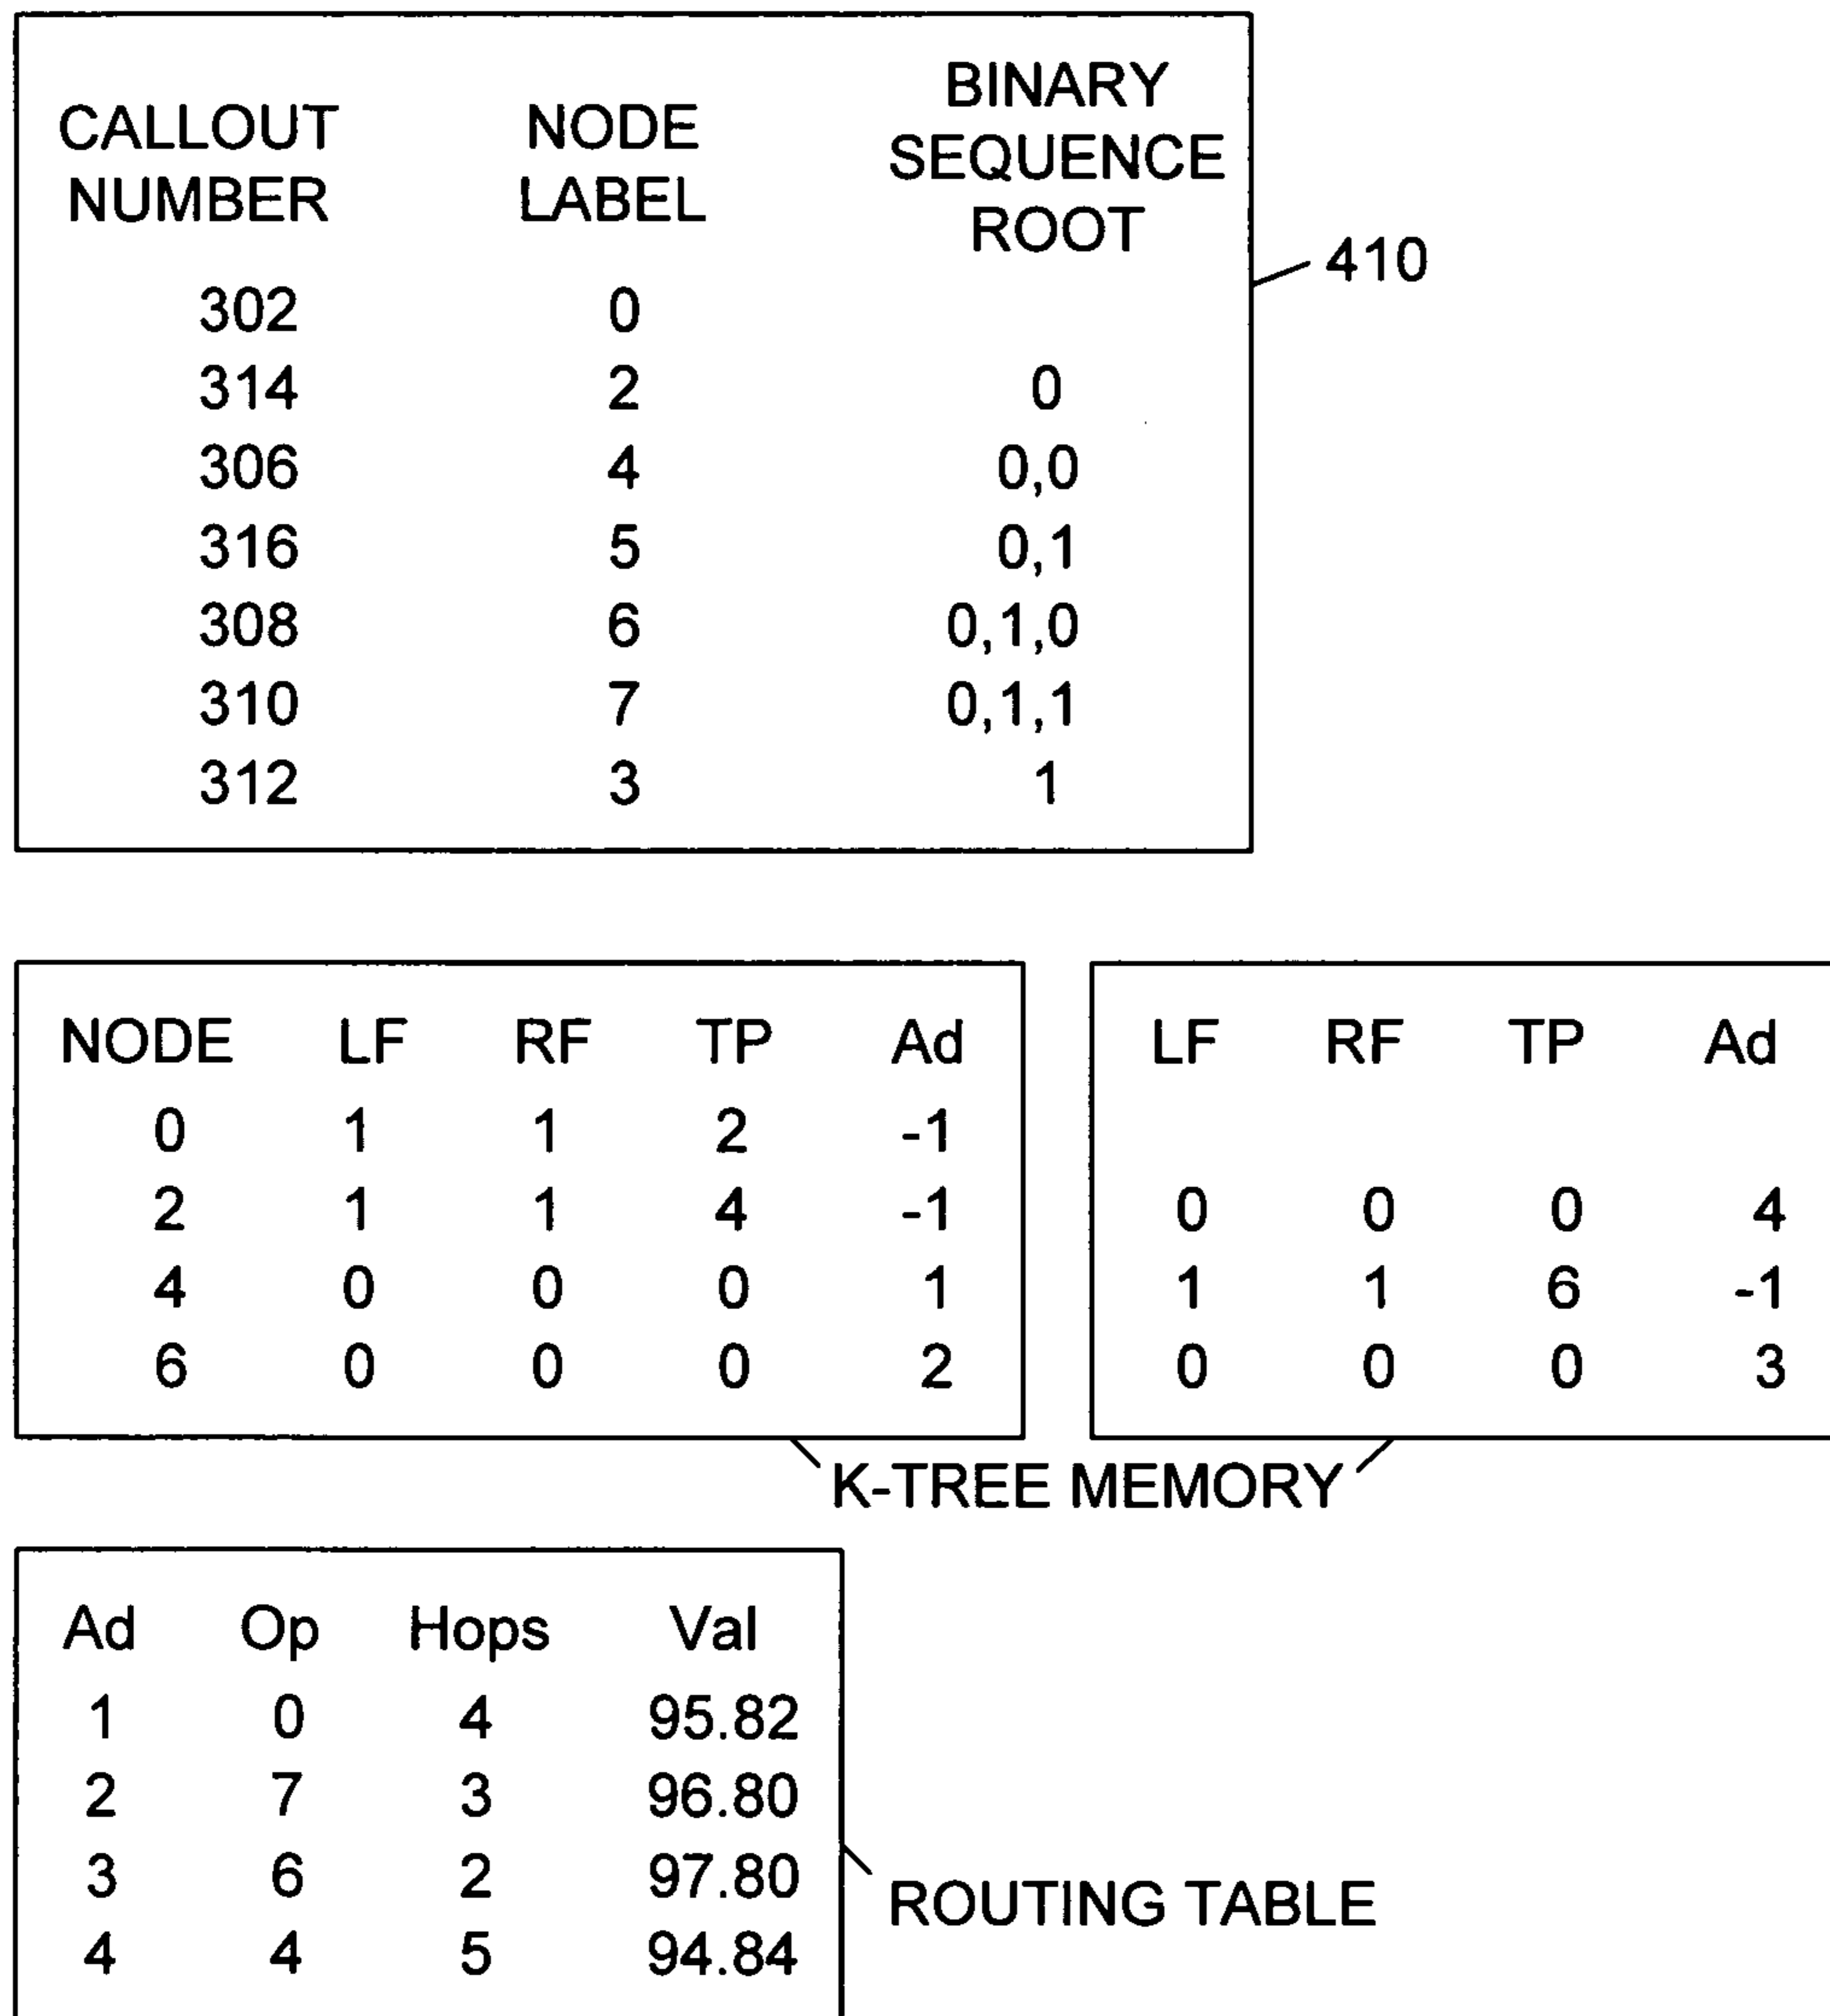 CALLOUT NUMBER NODE LABEL BINARY SEQUENCE ROOT
302 0
314 2 0
306 4 0,0
316 5 0,1
308 6 0,1,0
310 7 0,1,1
312 3 1
410
NODE LF RF TP Ad
0 1 1 2 -1
2 1 1 4 -1
4 0 0 0 1
6 0 0 0 2
LF RF TP Ad
0 0 0 4
1 1 6 -1
0 0 0 3
K-TREE MEMORY
Ad Op Hops Val
1 0 4 95.82
2 7 3 96.80
3 6 2 97.80
4 4 5 94.84
ROUTING TABLE